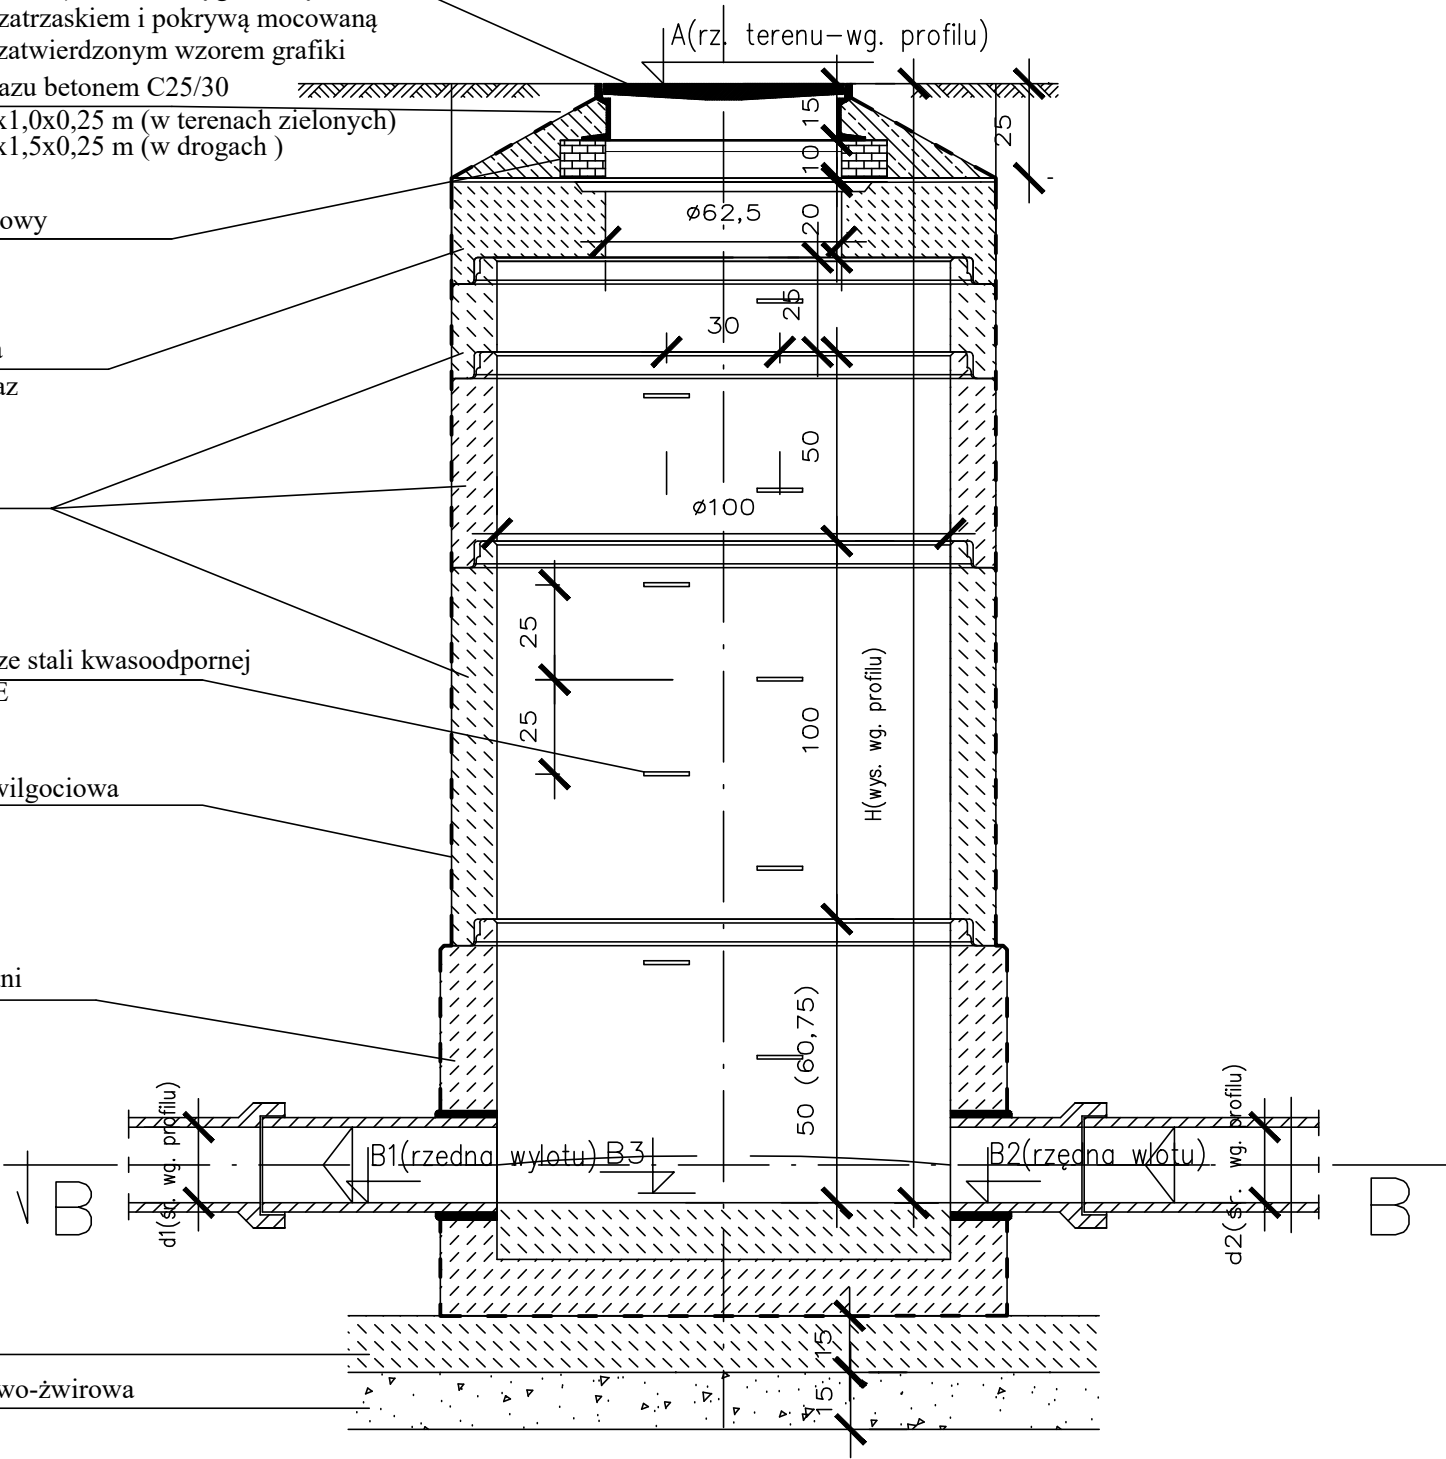 zatrzaskiem i pokrywą mocowaną
zatwierdzonym wzorem grafiki
azu betonem C25/30
x1,0x0,25 m (w terenach zielonych)
x1,5x0,25 m (w drogach )
owy
a
az
ze stali kwasoodpornej
E
wilgociowa
ni
wo-żwirowa
A(rz. terenu-wg. profilu)
15
25
10
ø62,5
20
25
30
50
ø100
25
25
100
H(wys. wg. profilu)
50 (60,75)
d1(śr. wg. profilu)
B1(rzędna wylotu) B3
B2(rzędna wlotu)
d2(śr. wg. profilu)
B
B
15
15